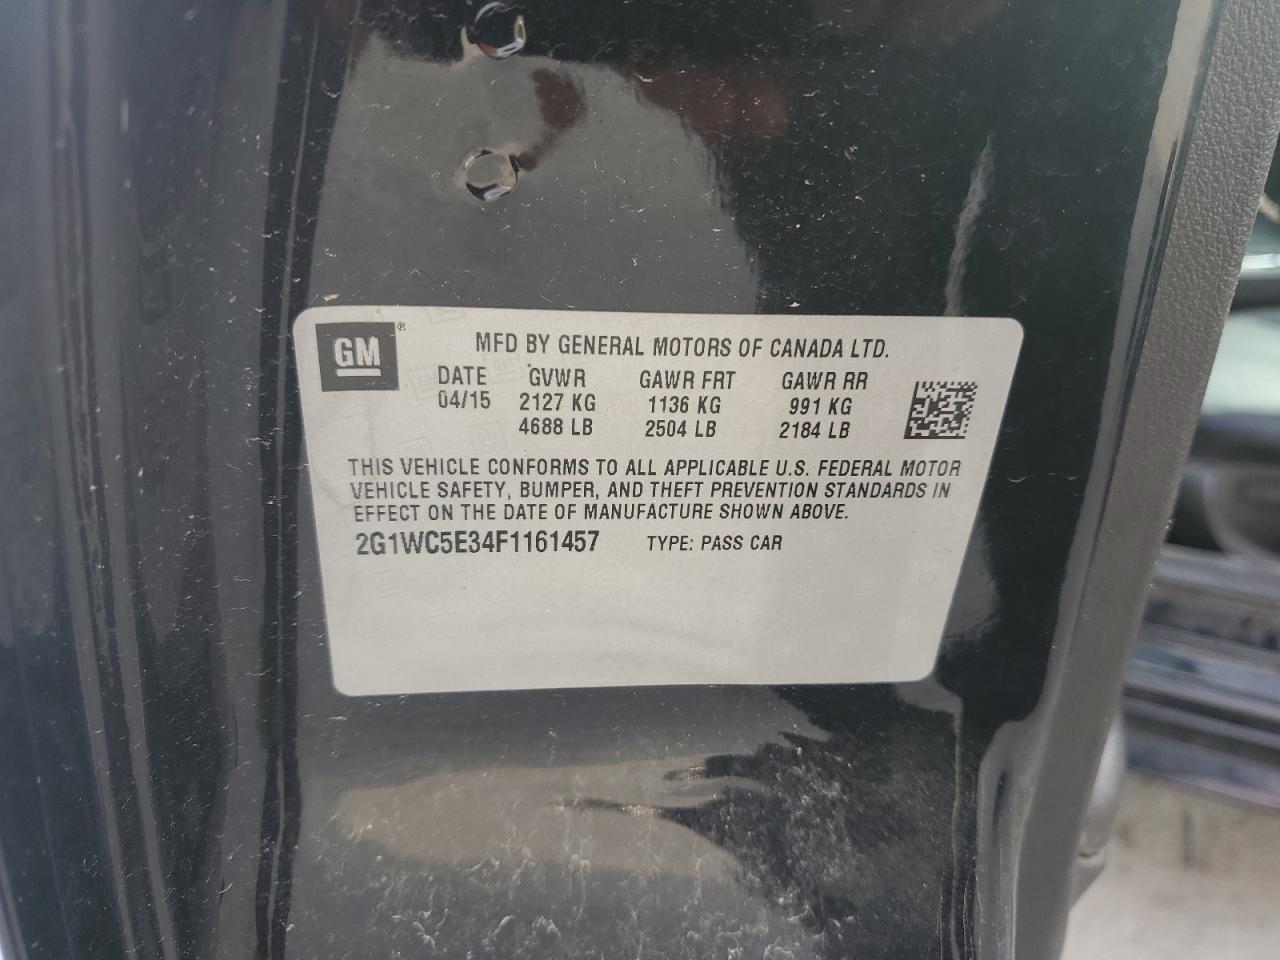 GM®
MFD BY GENERAL MOTORS OF CANADA LTD.
DATE GVWR GAWR FRT GAWR RR
04/15 2127 KG 1136 KG 991 KG
4688 LB 2504 LB 2184 LB
THIS VEHICLE CONFORMS TO ALL APPLICABLE U.S. FEDERAL MOTOR
VEHICLE SAFETY, BUMPER, AND THEFT PREVENTION STANDARDS IN
EFFECT ON THE DATE OF MANUFACTURE SHOWN ABOVE.
2G1WC5E34F1161457 TYPE: PASS CAR